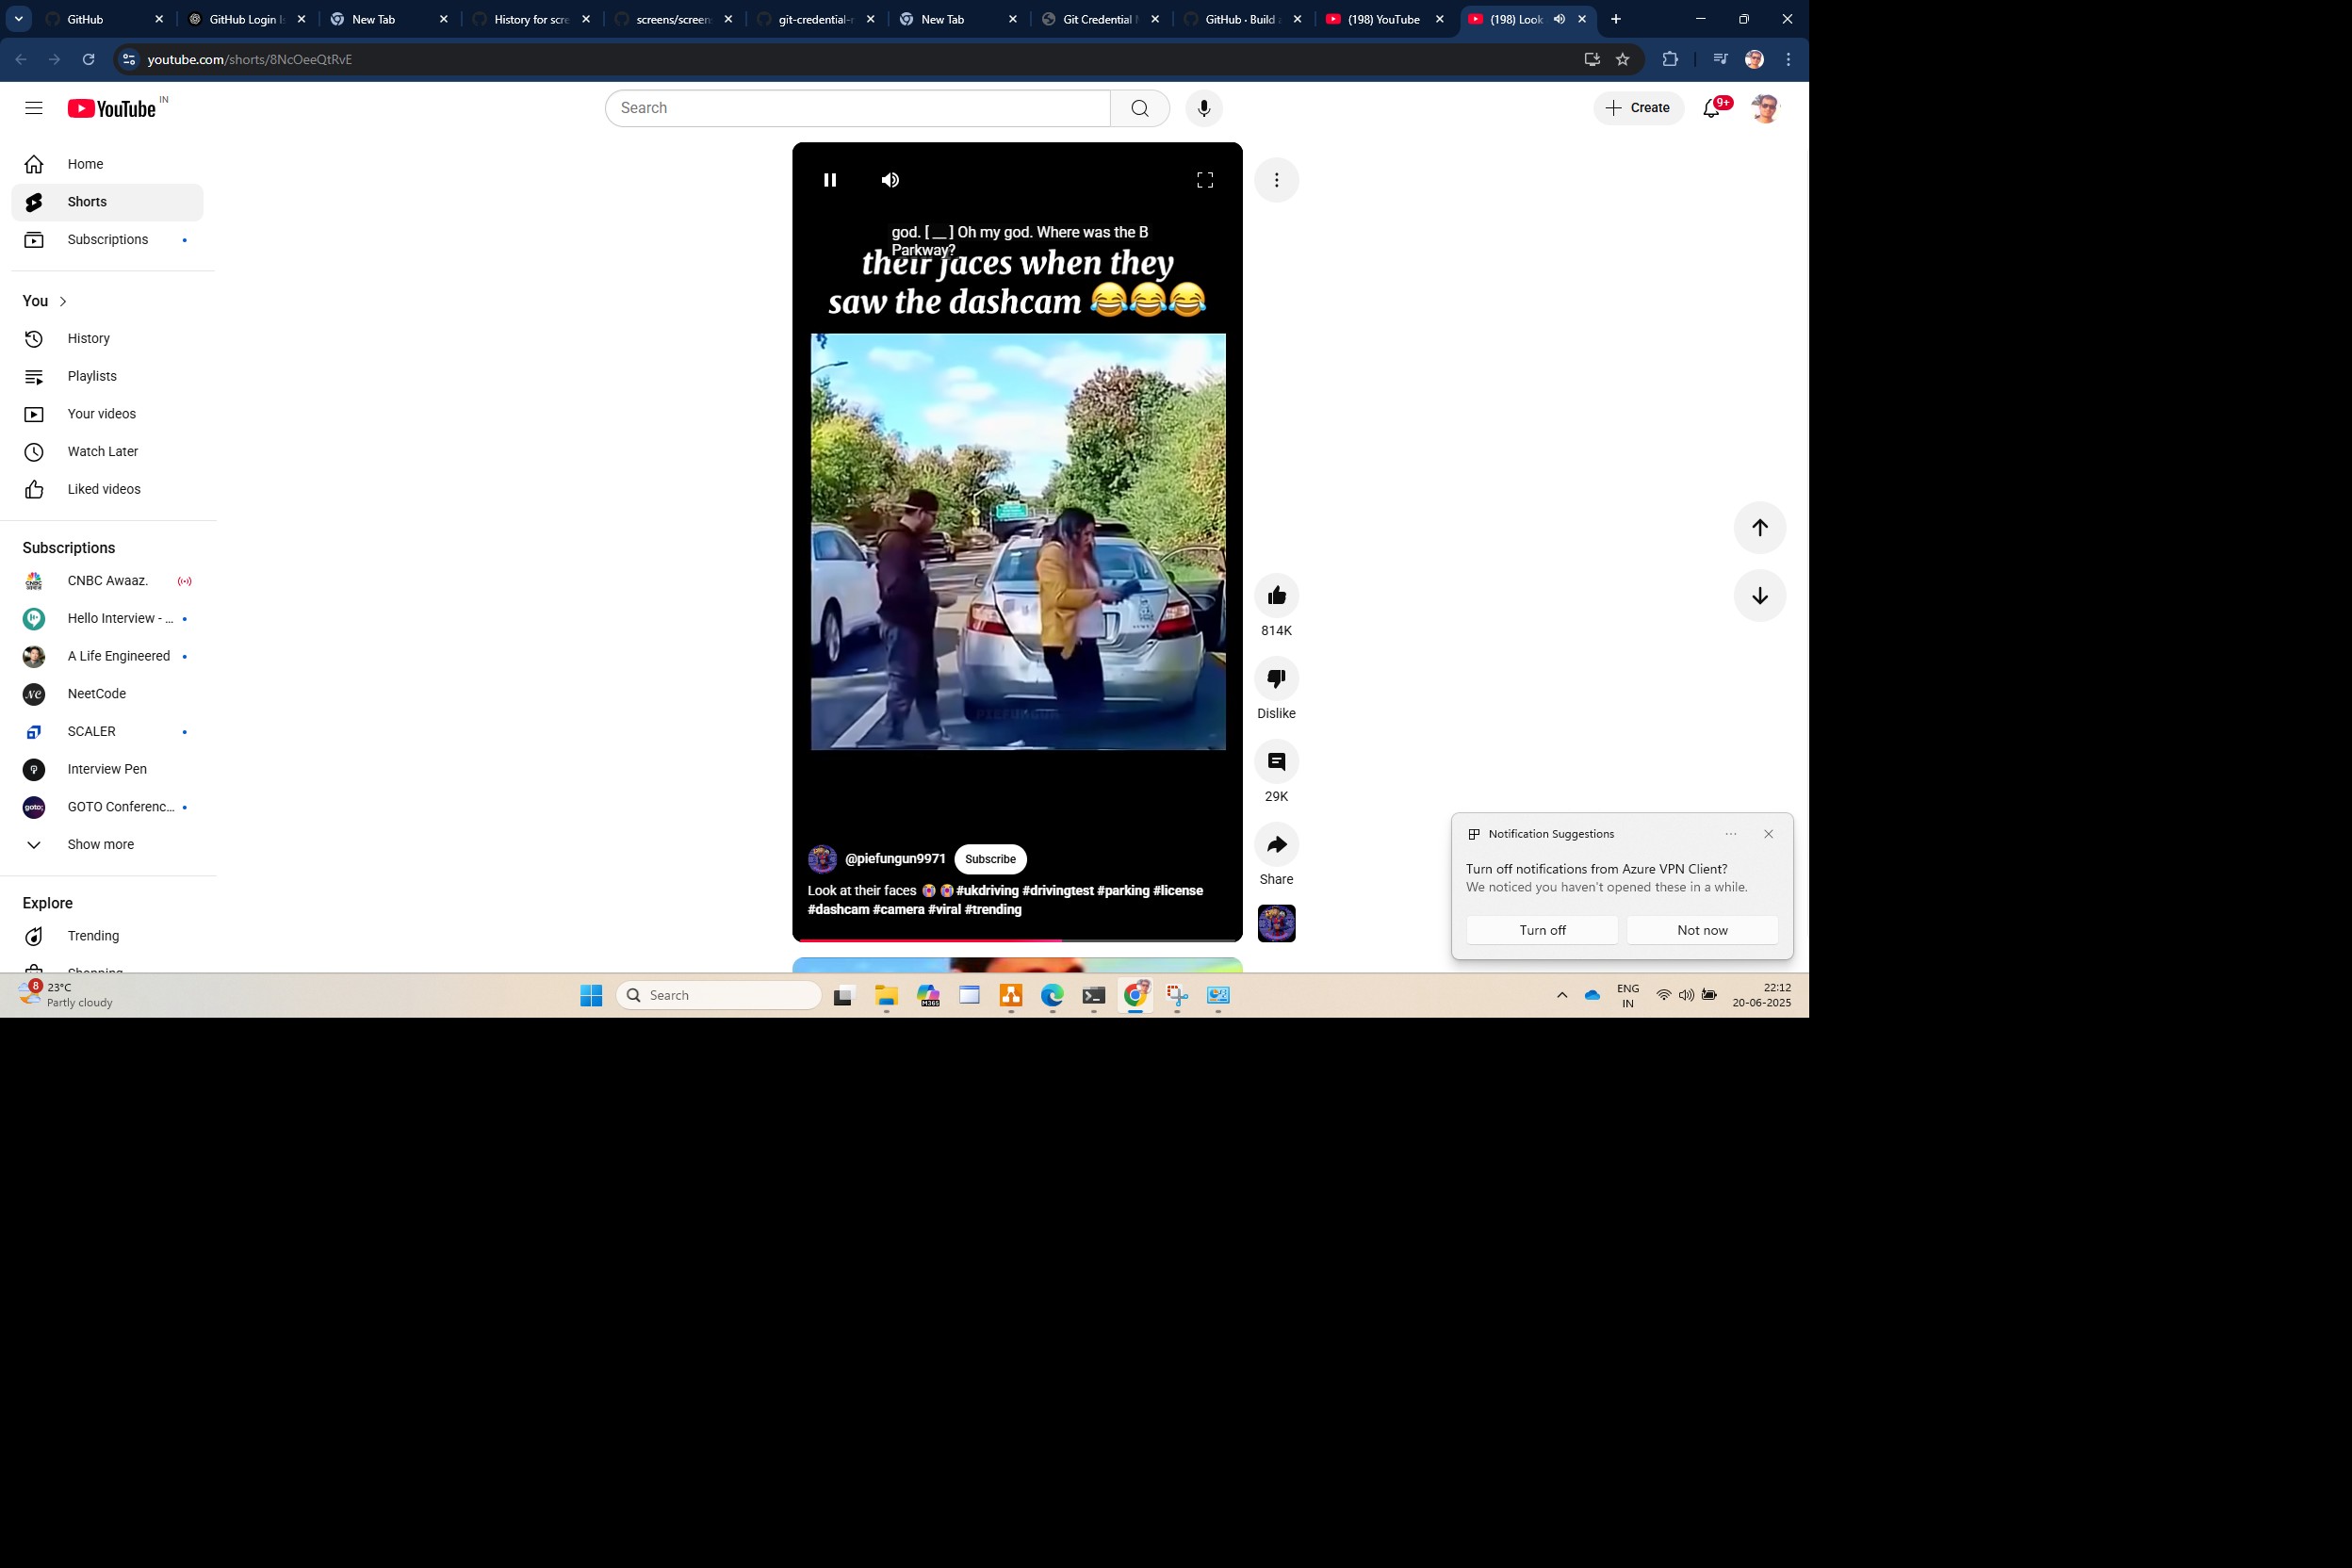 GitHub
GitHub Login
New Tab
History for scre
screens/screen
git-credential-
New Tab
Git Credential
GitHub · Build
(198) YouTube
(198) Look
youtube.com/shorts/8NcOeeQtRvE
YouTube IN
Search
Create
9+
Home
Shorts
Subscriptions
You
History
Playlists
Your videos
Watch Later
Liked videos
Subscriptions
CNBC Awaaz.
Hello Interview - ...
A Life Engineered
NeetCode
SCALER
Interview Pen
GOTO Conferenc...
Show more
Explore
Trending
Shopping
god. [ __ ] Oh my god. Where was the B
Parkway?
their faces when they
saw the dashcam 😂😂😂
PIEFUNGUN
@piefungun9971
Subscribe
Look at their faces #ukdriving #drivingtest #parking #license
#dashcam #camera #viral #trending
814K
Dislike
29K
Share
Notification Suggestions
Turn off notifications from Azure VPN Client?
We noticed you haven't opened these in a while.
Turn off
Not now
8
23°C
Partly cloudy
Search
M365
ENG
IN
22:12
20-06-2025